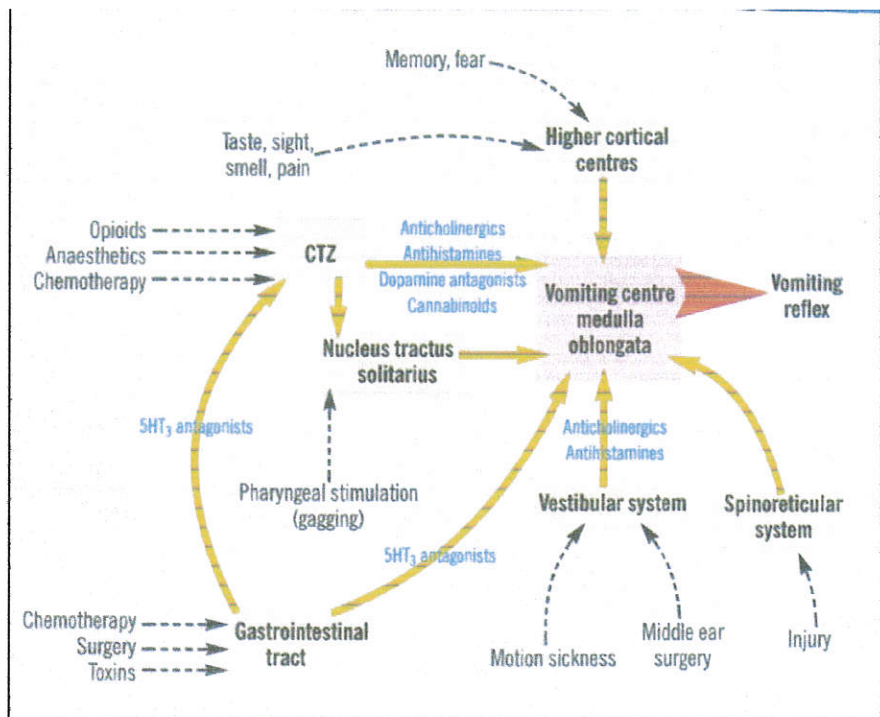 Memory, fear
Taste, sight,
smell, pain
Higher cortical
centres
Opioids
Anaesthetics
Chemotherapy
CTZ
Anticholinergics
Antihistamines
Dopamine antagonists
Cannabinoids
Vomiting centre
medulla
oblongata
Vomiting
reflex
Nucleus tractus
solitarius
5HT₃ antagonists
Anticholinergics
Antihistamines
Pharyngeal stimulation
(gagging)
Vestibular system
Spinoreticular
system
5HT₃ antagonists
Chemotherapy
Surgery
Toxins
Gastrointestinal
tract
Motion sickness
Middle ear
surgery
Injury